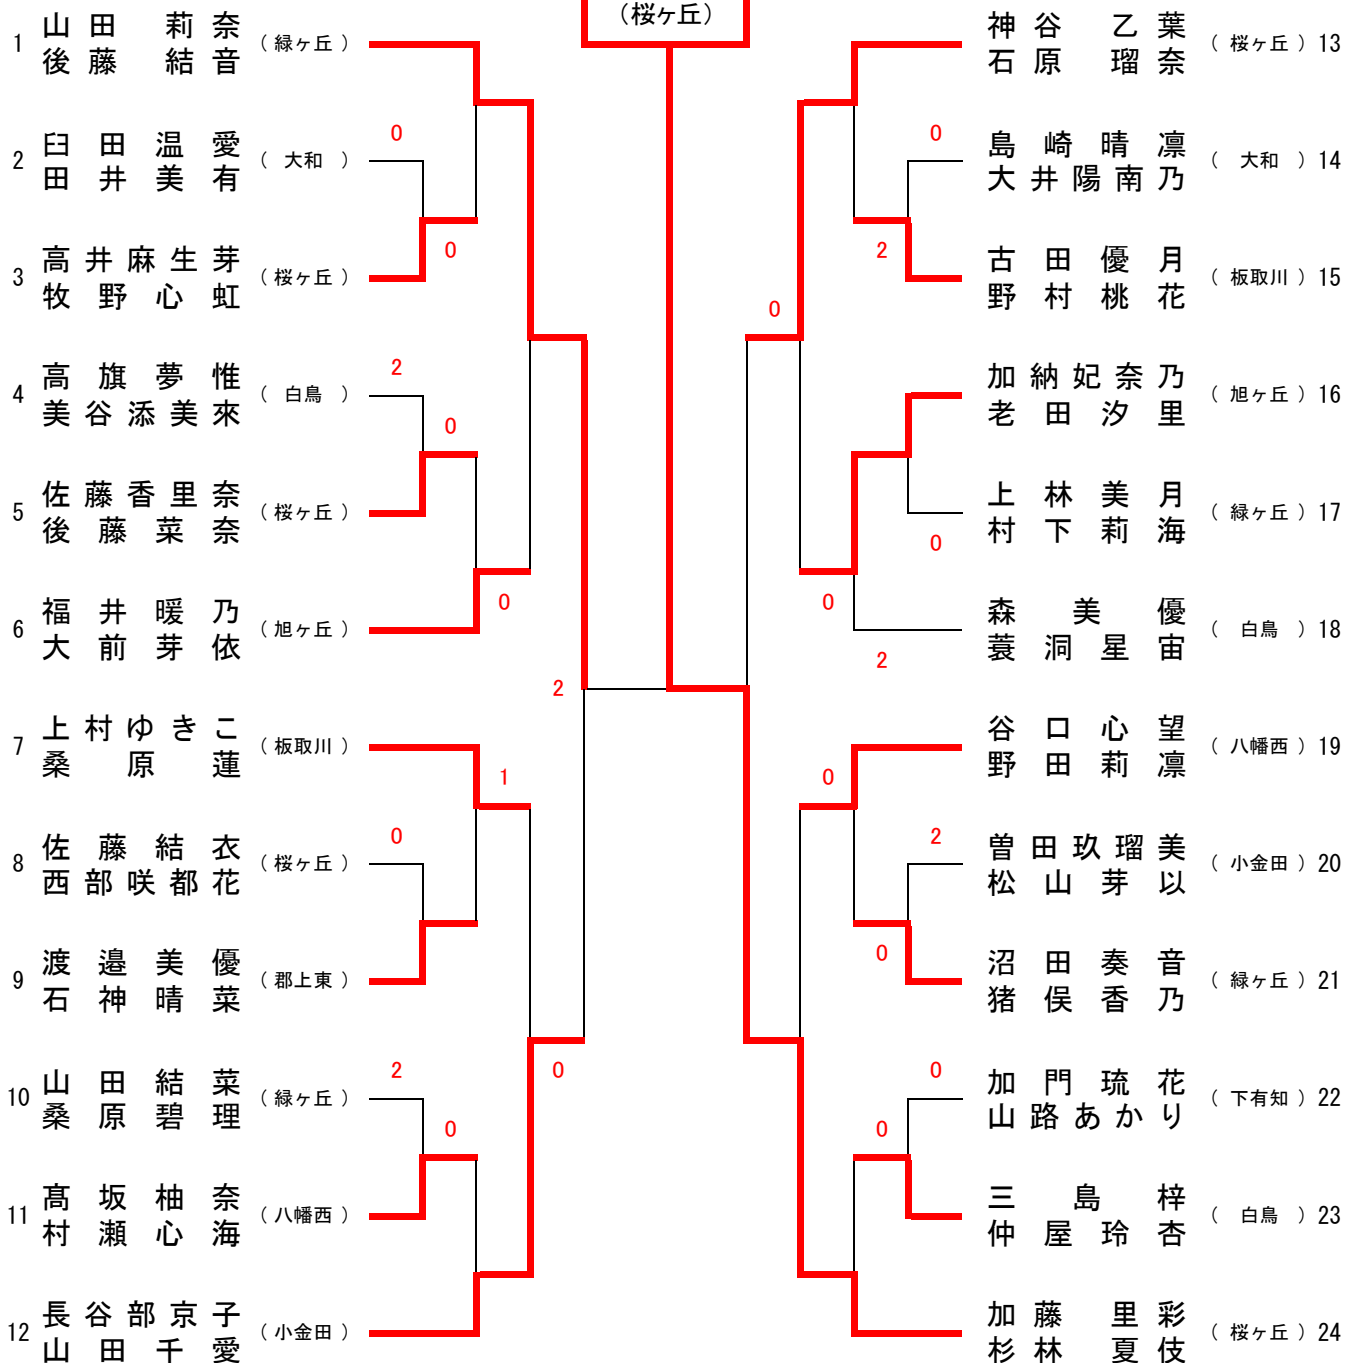 (桜ヶ丘)
1 山田 莉奈 (緑ヶ丘)
後藤 結音
2 臼田温愛 (大和)
田井美有
0
3 高井麻生芽 (桜ヶ丘)
牧野心虹
0
4 高旗夢惟 (白鳥)
美谷添美來
2
0
5 佐藤香里奈 (桜ヶ丘)
後藤菜奈
6 福井暖乃 (旭ヶ丘)
大前芽依
0
2
7 上村ゆきこ (板取川)
桑原蓮
1
8 佐藤結衣 (桜ヶ丘)
西部咲都花
0
9 渡邉美優 (郡上東)
石神晴菜
10 山田結菜 (緑ヶ丘)
桑原碧理
2
0
0
11 髙坂柚奈 (八幡西)
村瀬心海
12 長谷部京子 (小金田)
山田千愛
神谷 乙葉 (桜ヶ丘) 13
石原 瑠奈
0
島崎晴凛 (大和) 14
大井陽南乃
2
古田優月 (板取川) 15
野村桃花
0
加納妃奈乃 (旭ヶ丘) 16
老田汐里
上林美月 (緑ヶ丘) 17
村下莉海
0
0
森美優 (白鳥) 18
蓑洞星宙
2
谷口心望 (八幡西) 19
野田莉凛
0
2
曽田玖瑠美 (小金田) 20
松山芽以
0
沼田奏音 (緑ヶ丘) 21
猪俣香乃
0
加門琉花 (下有知) 22
山路あかり
0
三島梓 (白鳥) 23
仲屋玲杏
加藤 里彩 (桜ヶ丘) 24
杉林 夏伎